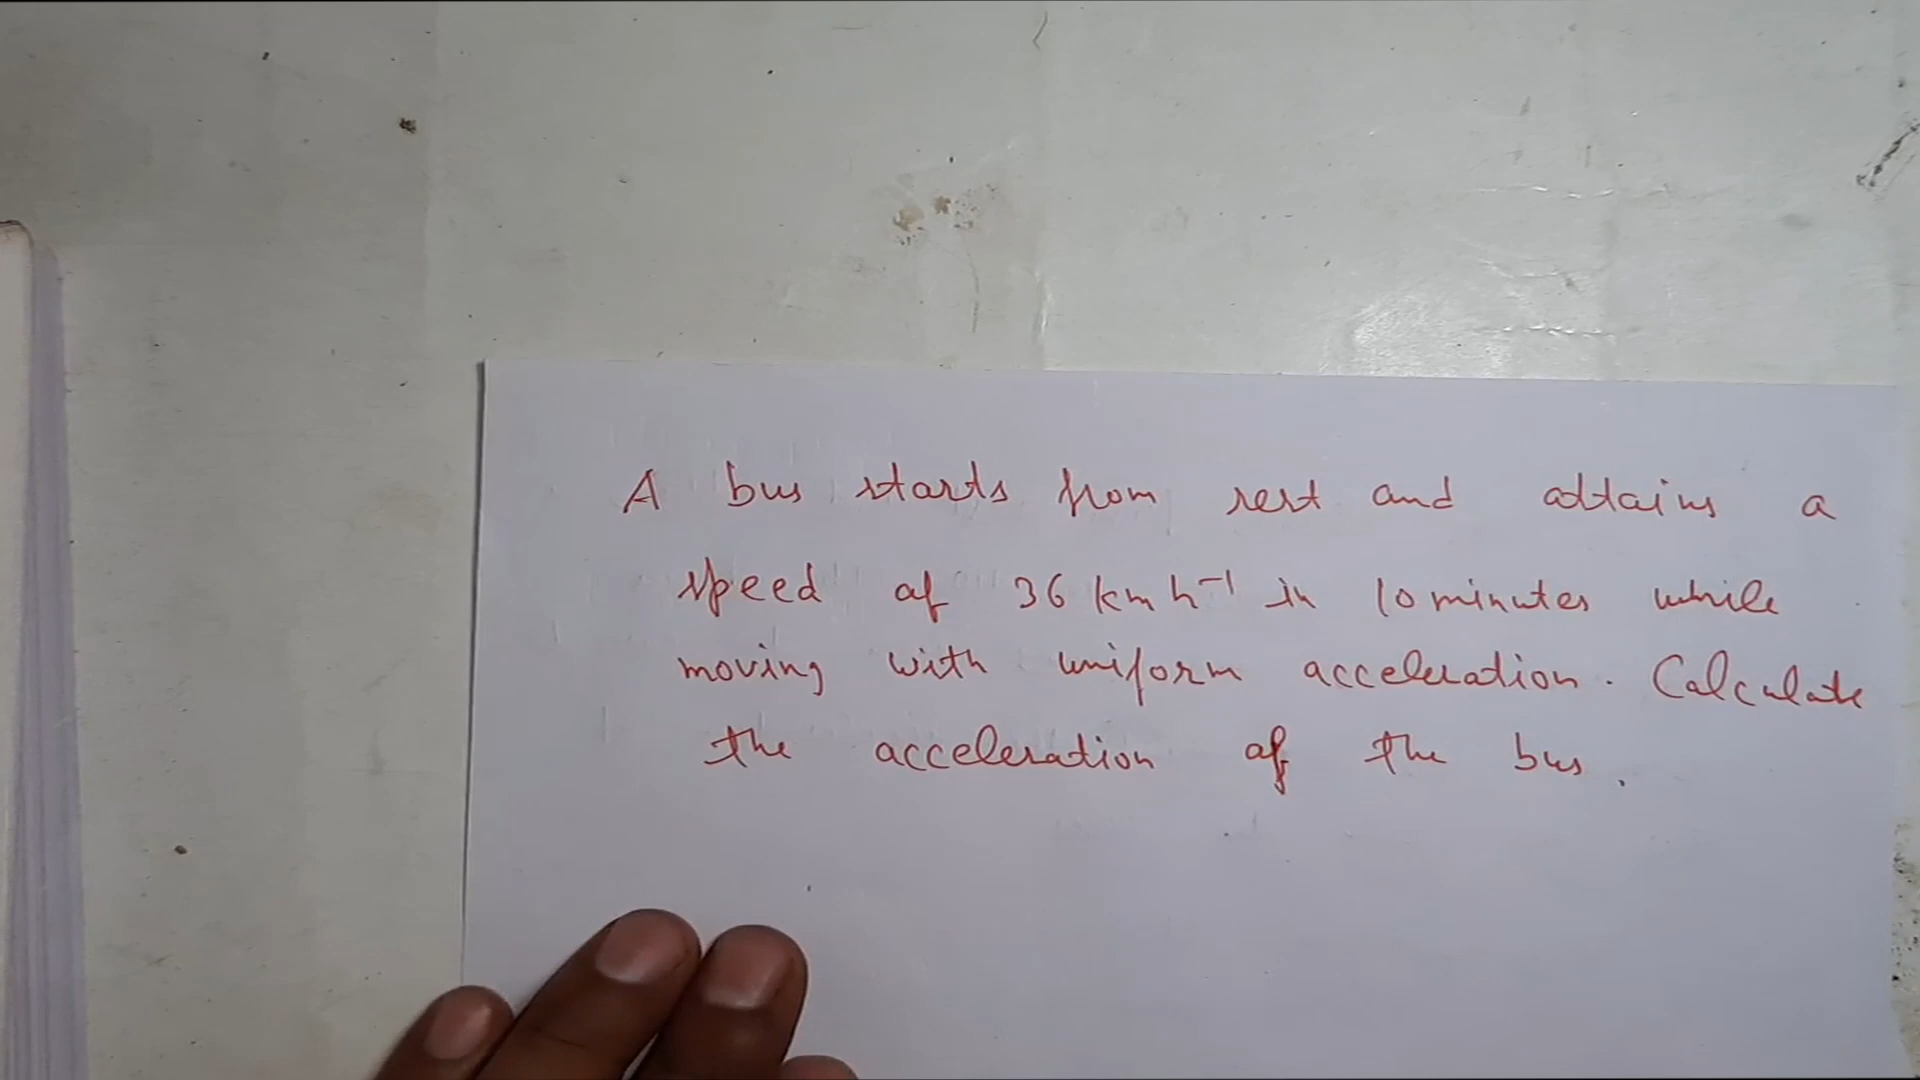 A bus starts from rest and attains a
speed of 36 km h⁻¹ in 10 minutes while
moving with uniform acceleration. Calculate
the acceleration of the bus.